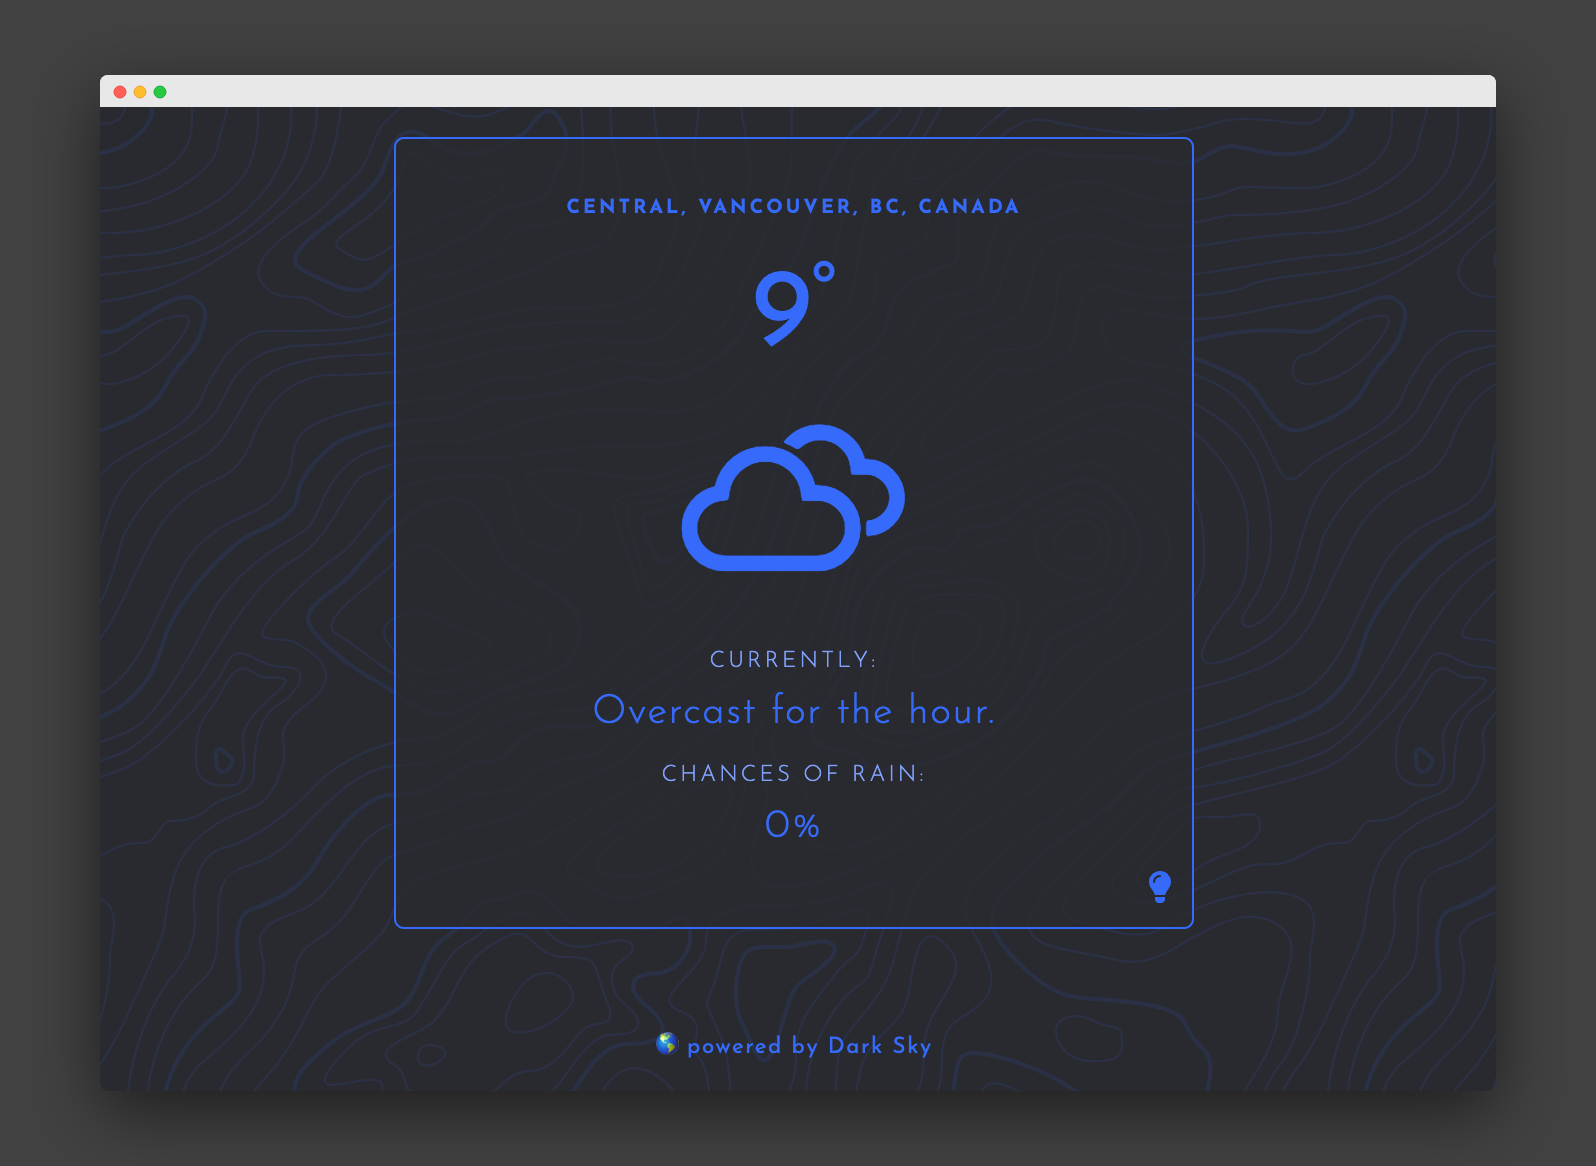 CENTRAL, VANCOUVER, BC, CANADA
9°
CURRENTLY:
Overcast for the hour.
CHANCES OF RAIN:
0%
powered by Dark Sky